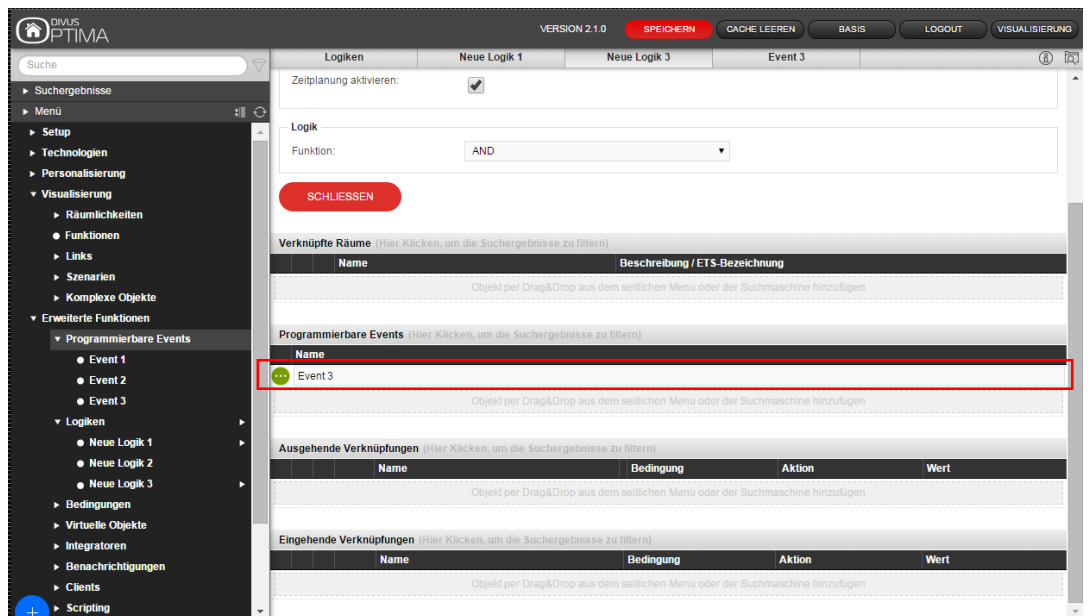 DIVUS
OPTIMA
VERSION 2.1.0
SPEICHERN
CACHE LEEREN
BASIS
LOGOUT
VISUALISIERUNG
Suche
Suchergebnisse
Menü
Setup
Technologien
Personalisierung
Visualisierung
Räumlichkeiten
Funktionen
Links
Szenarien
Komplexe Objekte
Erweiterte Funktionen
Programmierbare Events
Event 1
Event 2
Event 3
Logiken
Neue Logik 1
Neue Logik 2
Neue Logik 3
Bedingungen
Virtuelle Objekte
Integratoren
Benachrichtigungen
Clients
Scripting
Logiken Neue Logik 1 Neue Logik 3 Event 3
Zeitplanung aktivieren:
Logik
Funktion: AND
SCHLIESSEN
Verknüpfte Räume (Hier Klicken, um die Suchergebnisse zu filtern)
Name Beschreibung / ETS-Bezeichnung
Objekt per Drag&Drop aus dem seitlichen Menu oder der Suchmaschine hinzufügen
Programmierbare Events (Hier Klicken, um die Suchergebnisse zu filtern)
Name
Event 3
Objekt per Drag&Drop aus dem seitlichen Menu oder der Suchmaschine hinzufügen
Ausgehende Verknüpfungen (Hier Klicken, um die Suchergebnisse zu filtern)
Name Bedingung Aktion Wert
Objekt per Drag&Drop aus dem seitlichen Menu oder der Suchmaschine hinzufügen
Eingehende Verknüpfungen (Hier Klicken, um die Suchergebnisse zu filtern)
Name Bedingung Aktion Wert
Objekt per Drag&Drop aus dem seitlichen Menu oder der Suchmaschine hinzufügen